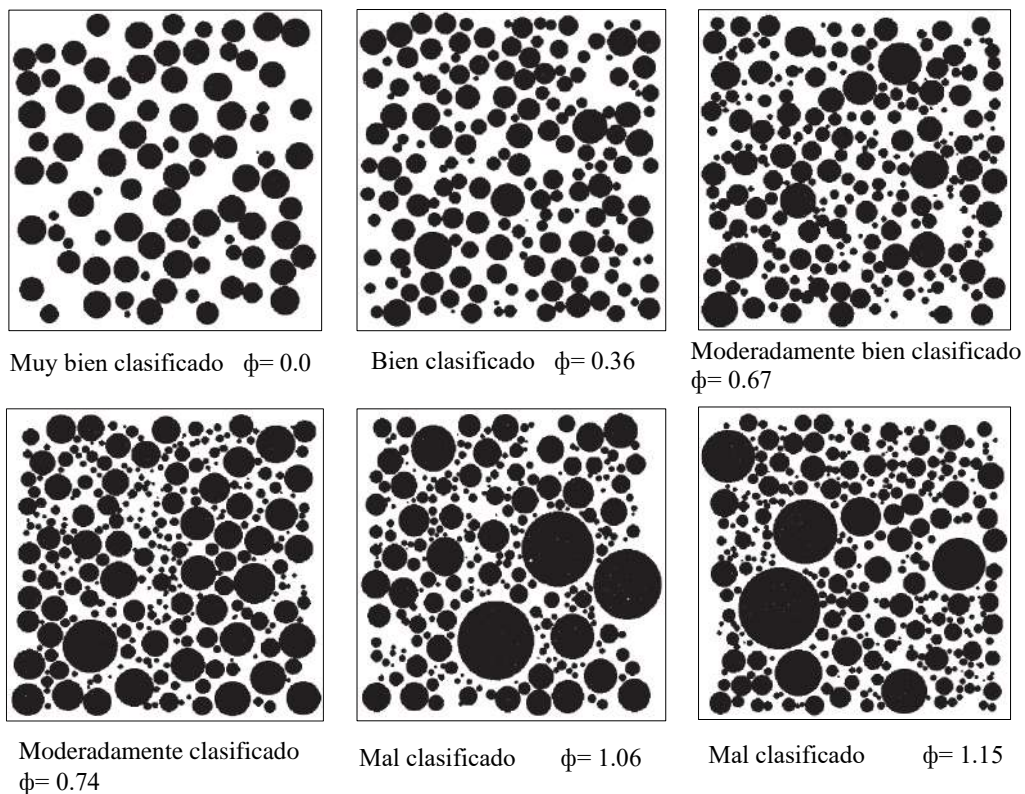 Muy bien clasificado ϕ= 0.0
Bien clasificado ϕ= 0.36
Moderadamente bien clasificado
ϕ= 0.67
Moderadamente clasificado
ϕ= 0.74
Mal clasificado ϕ= 1.06
Mal clasificado ϕ= 1.15